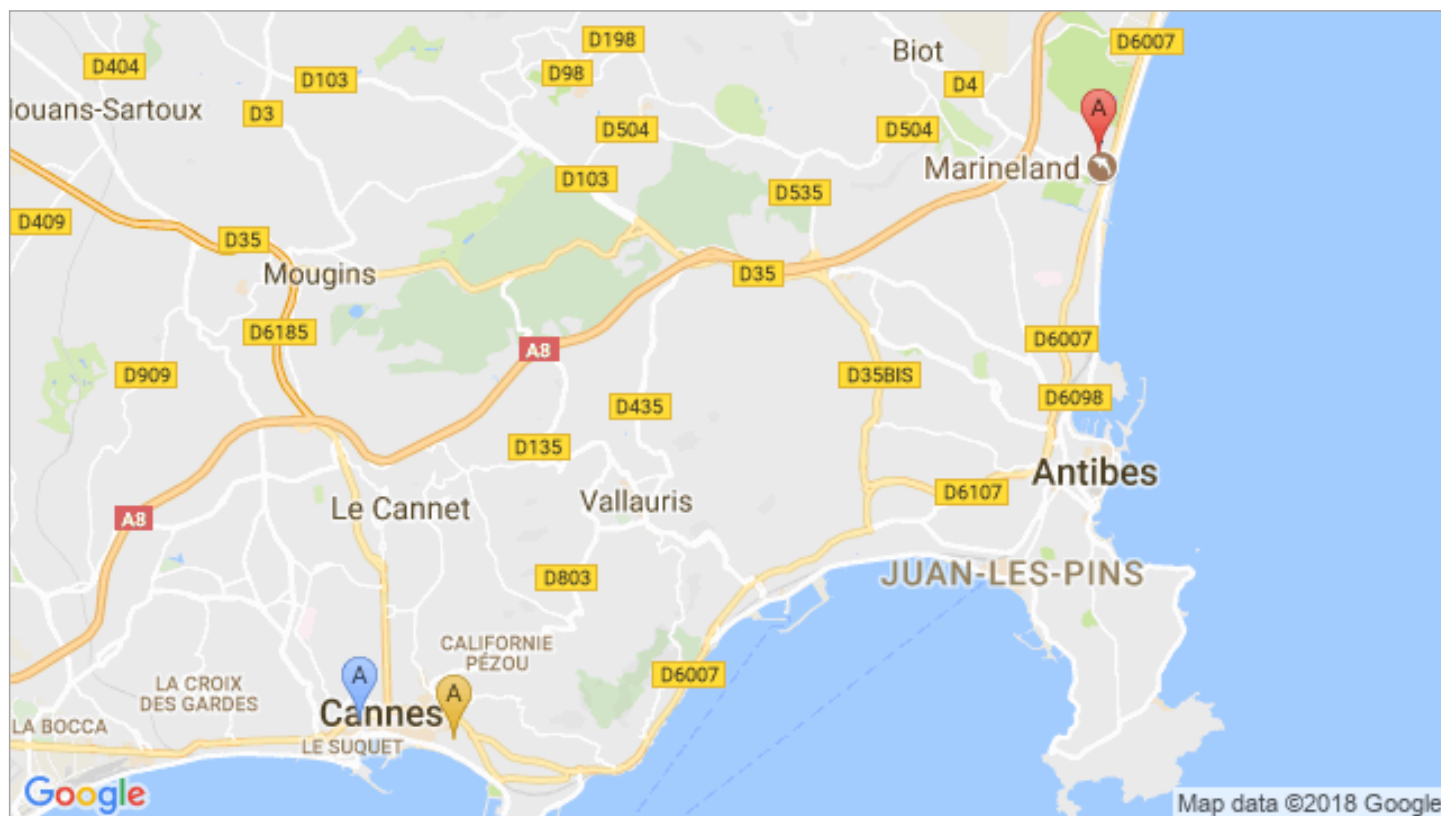 D6007
D198
Biot
D404
D98
D103
D4
A
louans-Sartoux
D3
D504
D504
Marineland
D103
D535
D409
D35
Mougins
D35
D6185
D6007
A8
D909
D35BIS
D6098
D435
D135
Antibes
D6107
Vallauris
Le Cannet
A8
JUAN-LES-PINS
D803
CALIFORNIE
PÉZOU
A
D6007
LA CROIX
DES GARDES
A
Cannes
LA BOCCA
LE SUQUET
Google
Map data ©2018 Google